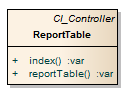 CI_Controller
ReportTable
+ index() :var
+ reportTable() :var